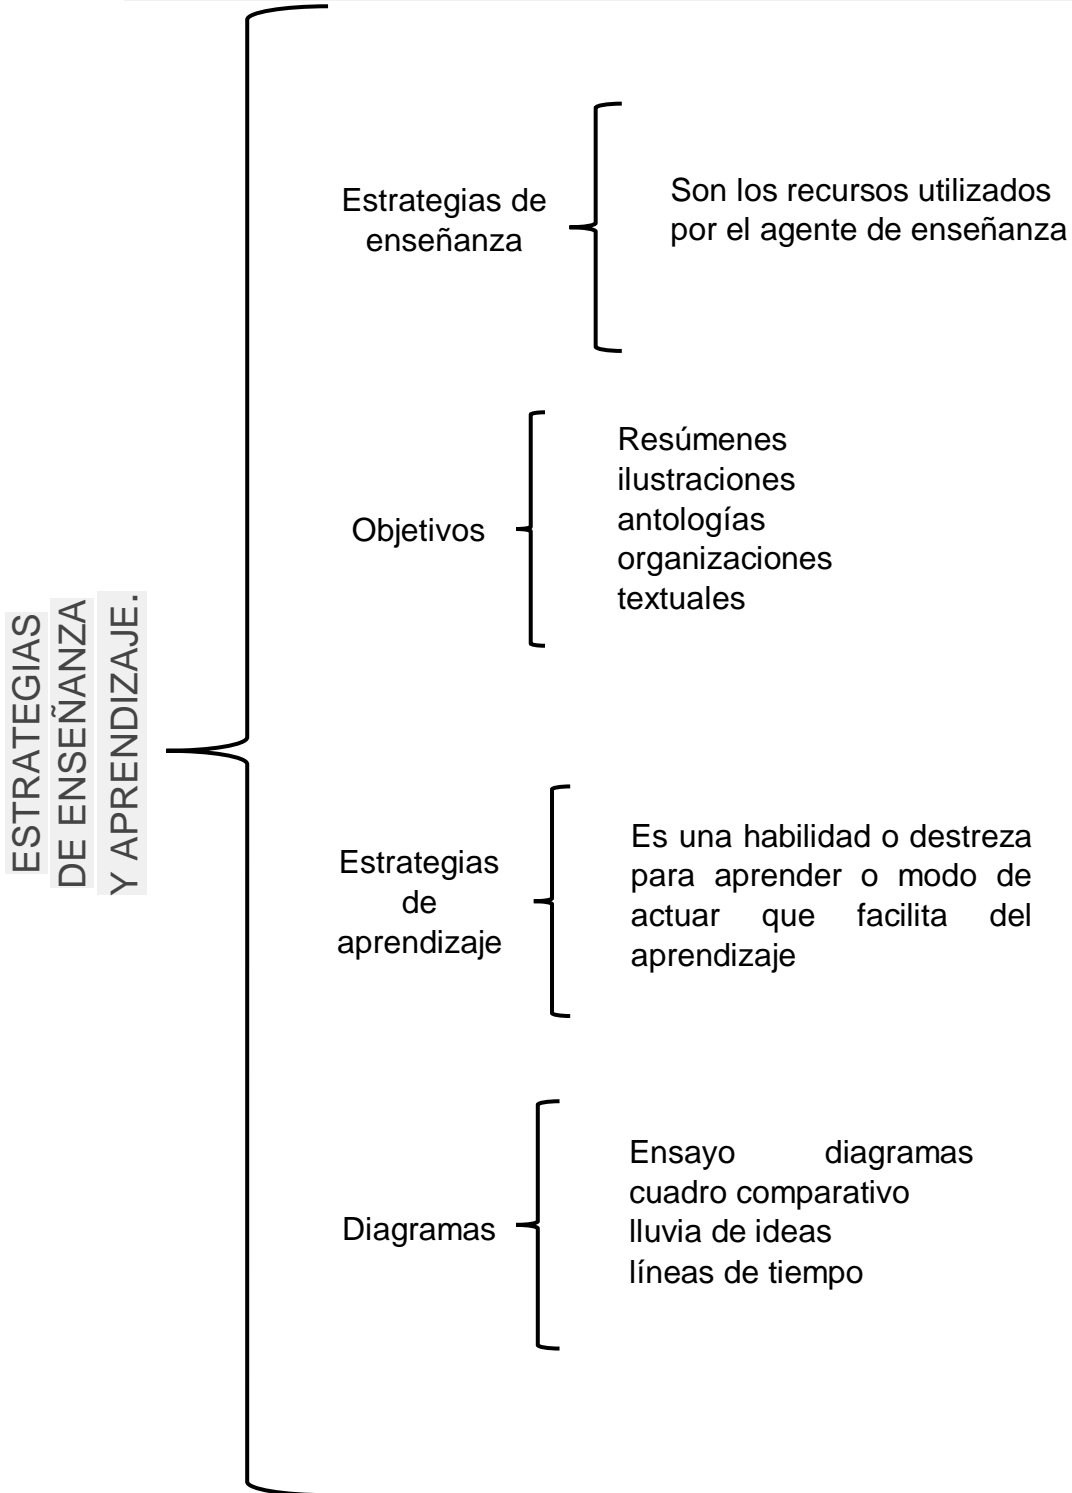 ESTRATEGIAS
DE ENSEÑANZA
Y APRENDIZAJE.
Estrategias de
enseñanza
Son los recursos utilizados
por el agente de enseñanza
Objetivos
Resúmenes
ilustraciones
antologías
organizaciones
textuales
Estrategias
de
aprendizaje
Es una habilidad o destreza
para aprender o modo de
actuar que facilita del
aprendizaje
Diagramas
Ensayo diagramas
cuadro comparativo
lluvia de ideas
líneas de tiempo